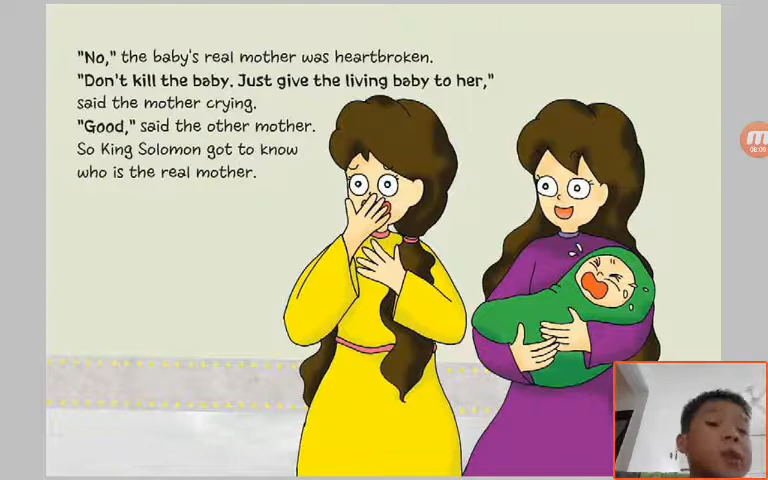 "No," the baby's real mother was heartbroken.
"Don't kill the baby. Just give the living baby to her,"
said the mother crying.
"Good," said the other mother.
So King Solomon got to know
who is the real mother.
08:09